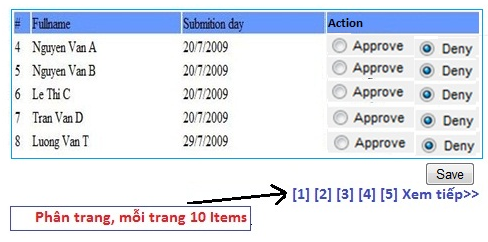 # Fullname Submition day Action
4 Nguyen Van A 20/7/2009 Approve Deny
5 Nguyen Van B 20/7/2009 Approve Deny
6 Le Thi C 20/7/2009 Approve Deny
7 Tran Van D 20/7/2009 Approve Deny
8 Luong Van T 29/7/2009 Approve Deny
Save
[1] [2] [3] [4] [5] Xem tiếp>>
Phân trang, mỗi trang 10 Items